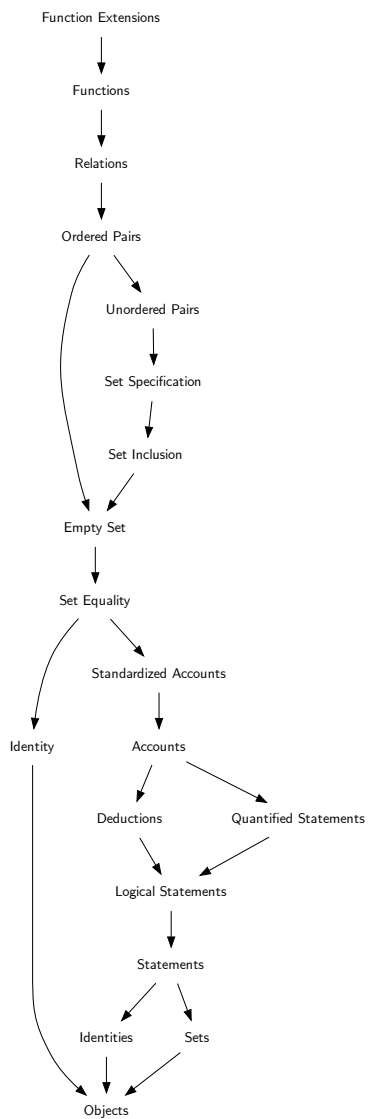 Function Extensions
Functions
Relations
Ordered Pairs
Unordered Pairs
Set Specification
Set Inclusion
Empty Set
Set Equality
Standardized Accounts
Identity
Accounts
Deductions
Quantified Statements
Logical Statements
Statements
Identities
Sets
Objects